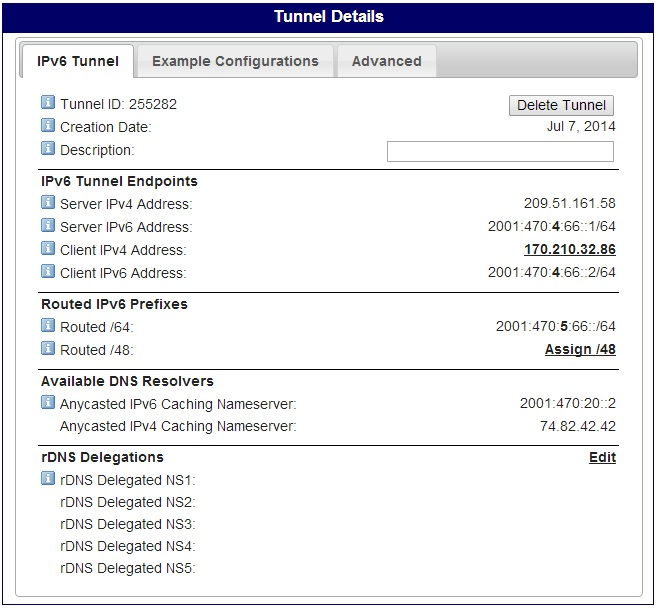 Tunnel Details
IPv6 Tunnel Example Configurations Advanced
Tunnel ID: 255282 Delete Tunnel
Creation Date: Jul 7, 2014
Description:
IPv6 Tunnel Endpoints
Server IPv4 Address: 209.51.161.58
Server IPv6 Address: 2001:470:4:66::1/64
Client IPv4 Address: 170.210.32.86
Client IPv6 Address: 2001:470:4:66::2/64
Routed IPv6 Prefixes
Routed /64: 2001:470:5:66::/64
Routed /48: Assign /48
Available DNS Resolvers
Anycasted IPv6 Caching Nameserver: 2001:470:20::2
Anycasted IPv4 Caching Nameserver: 74.82.42.42
rDNS Delegations Edit
rDNS Delegated NS1:
rDNS Delegated NS2:
rDNS Delegated NS3:
rDNS Delegated NS4:
rDNS Delegated NS5: